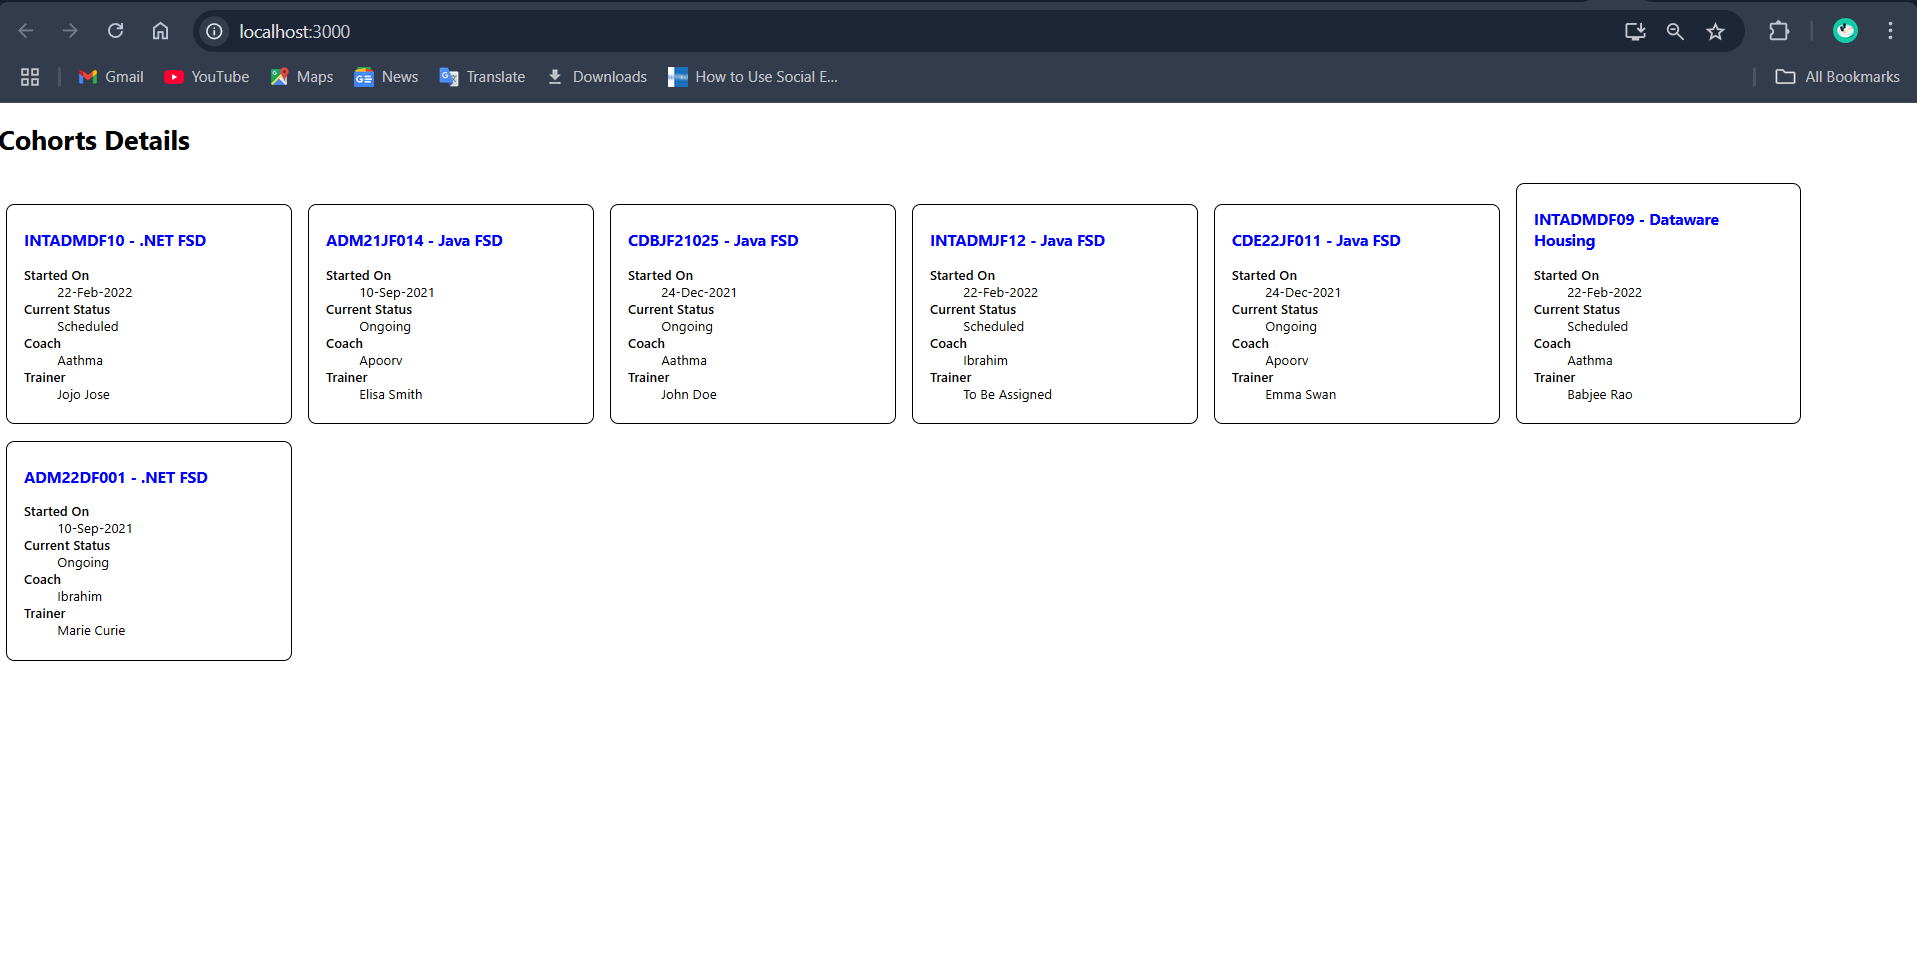 localhost:3000
Gmail
YouTube
Maps
News
Translate
Downloads
How to Use Social E...
All Bookmarks
Cohorts Details
INTADMDF10 - .NET FSD
Started On
22-Feb-2022
Current Status
Scheduled
Coach
Aathma
Trainer
Jojo Jose
ADM21JF014 - Java FSD
Started On
10-Sep-2021
Current Status
Ongoing
Coach
Apoorv
Trainer
Elisa Smith
CDBJF21025 - Java FSD
Started On
24-Dec-2021
Current Status
Ongoing
Coach
Aathma
Trainer
John Doe
INTADMJF12 - Java FSD
Started On
22-Feb-2022
Current Status
Scheduled
Coach
Ibrahim
Trainer
To Be Assigned
CDE22JF011 - Java FSD
Started On
24-Dec-2021
Current Status
Ongoing
Coach
Apoorv
Trainer
Emma Swan
INTADMDF09 - Dataware
Housing
Started On
22-Feb-2022
Current Status
Scheduled
Coach
Aathma
Trainer
Babjee Rao
ADM22DF001 - .NET FSD
Started On
10-Sep-2021
Current Status
Ongoing
Coach
Ibrahim
Trainer
Marie Curie